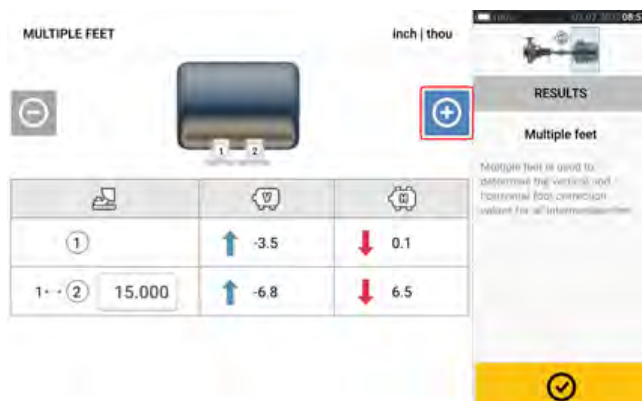 MULTIPLE FEET
inch | thou
08:5
RESULTS
Multiple feet
Multiple feet is used to
determine the vertical and
horizontal foot correction
values for all intermediate
1 2
V H
1
-3.5
0.1
1 2
15.000
-6.8
6.5